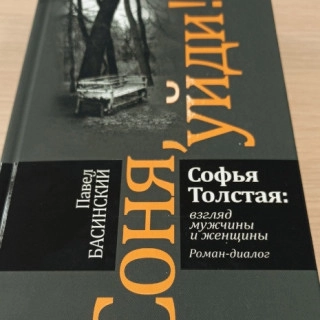 Соня,
уйди!
Павел
БАСИНСКИЙ
Софья
Толстая:
взгляд
мужчины
и женщины
Роман-диалог